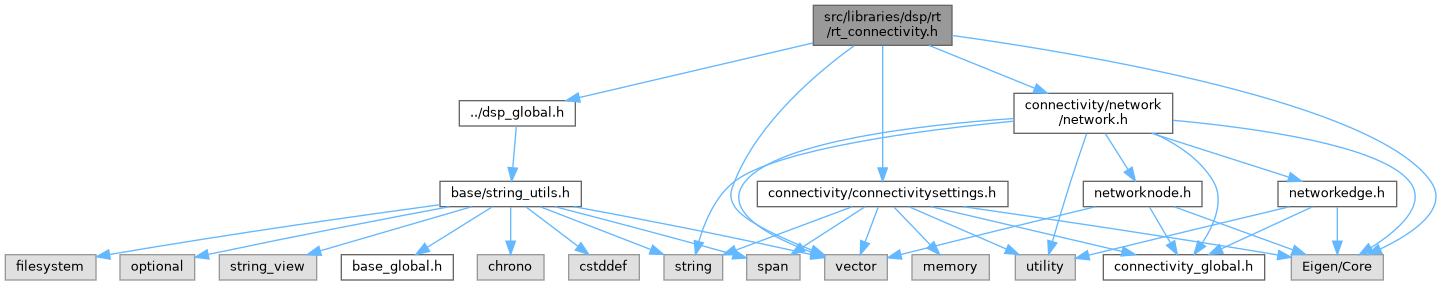 src/libraries/dsp/rt
/rt_connectivity.h
connectivity/network
/network.h
../dsp_global.h
base/string_utils.h
connectivity/connectivitysettings.h
networknode.h
networkedge.h
filesystem
optional
string_view
base_global.h
chrono
cstddef
string
span
vector
memory
utility
connectivity_global.h
Eigen/Core